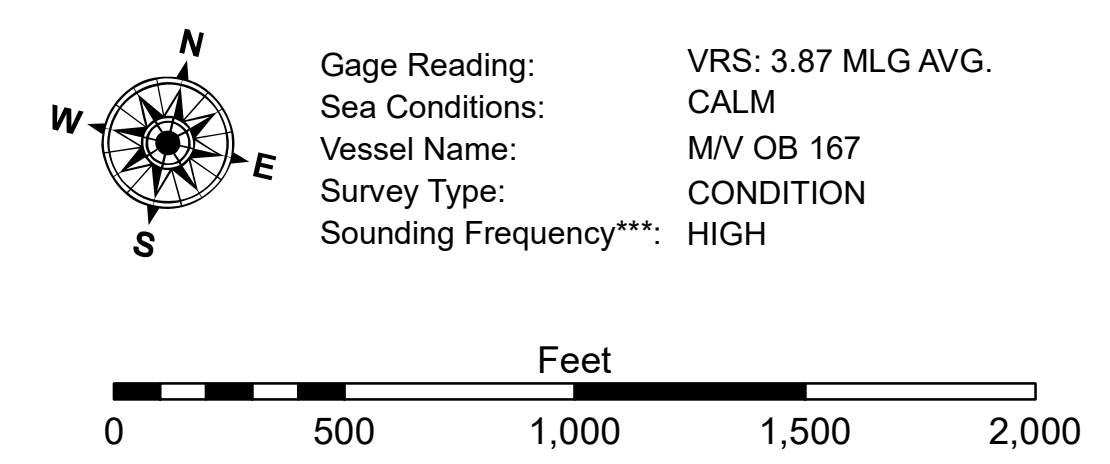 N
W
E
S
Gage Reading: VRS: 3.87 MLG AVG.
Sea Conditions: CALM
Vessel Name: M/V OB 167
Survey Type: CONDITION
Sounding Frequency***: HIGH
Feet
0 500 1,000 1,500 2,000